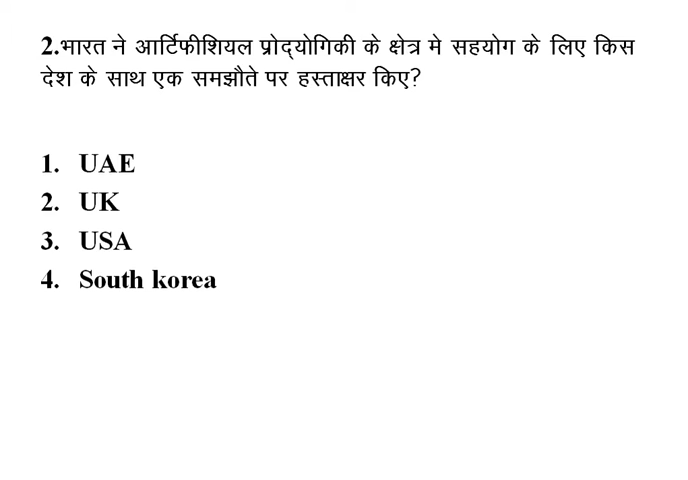 2.भारत ने आर्टिफीशियल प्रोद्योगिकी के क्षेत्र मे सहयोग के लिए किस
देश के साथ एक समझौते पर हस्ताक्षर किए?
1. UAE
2. UK
3. USA
4. South korea